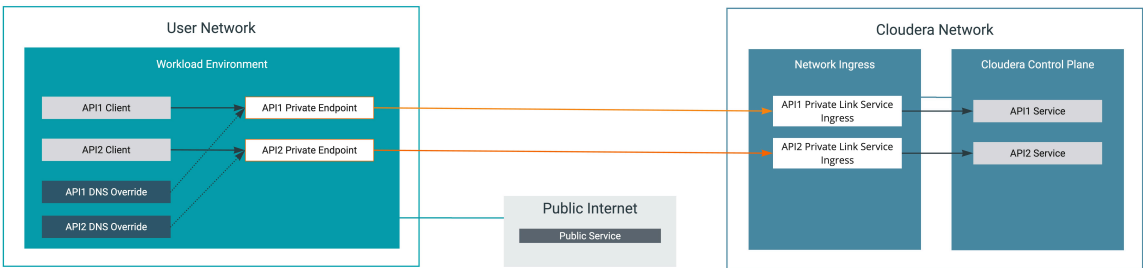 User Network
Workload Environment
API1 Client
API1 Private Endpoint
API2 Client
API2 Private Endpoint
API1 DNS Override
API2 DNS Override
Public Internet
Public Service
Cloudera Network
Network Ingress
API1 Private Link Service
Ingress
API2 Private Link Service
Ingress
Cloudera Control Plane
API1 Service
API2 Service